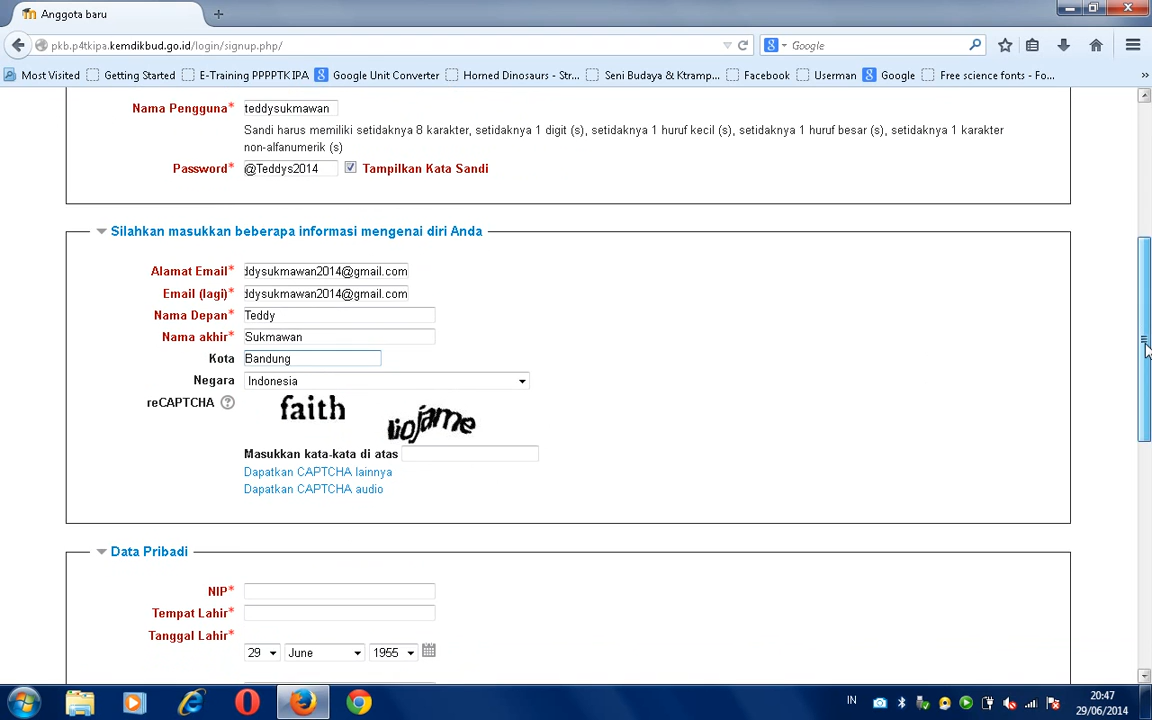 Anggota baru
pkb.p4tkipa.kemdikbud.go.id/login/signup.php/
Google
Most Visited Getting Started E-Training PPPPTK IPA Google Unit Converter Horned Dinosaurs - Str... Seni Budaya & Ktramp... Facebook Userman Google Free science fonts - Fo... »
Nama Pengguna* teddysukmawan
Sandi harus memiliki setidaknya 8 karakter, setidaknya 1 digit (s), setidaknya 1 huruf kecil (s), setidaknya 1 huruf besar (s), setidaknya 1 karakter
non-alfanumerik (s)
Password* @Teddys2014 Tampilkan Kata Sandi
Silahkan masukkan beberapa informasi mengenai diri Anda
Alamat Email* ddysukmawan2014@gmail.com
Email (lagi)* ddysukmawan2014@gmail.com
Nama Depan* Teddy
Nama akhir* Sukmawan
Kota Bandung
Negara Indonesia
reCAPTCHA ? faith
Masukkan kata-kata di atas
Dapatkan CAPTCHA lainnya
Dapatkan CAPTCHA audio
Data Pribadi
NIP*
Tempat Lahir*
Tanggal Lahir*
29 June 1955
IN 20:47
29/06/2014